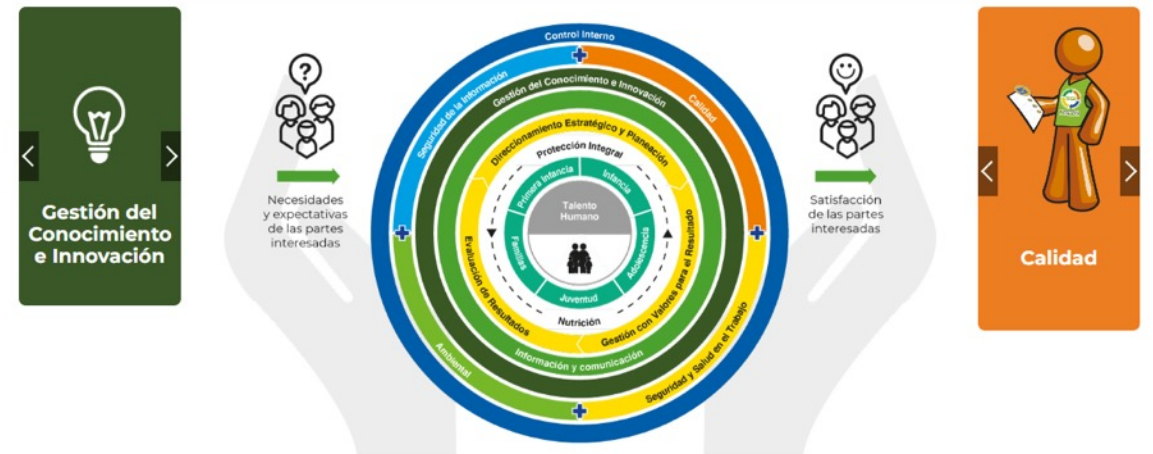 Gestión del
Conocimiento
e Innovación
?
Necesidades
y expectativas
de las partes
interesadas
Control Interno
Seguridad de la Información
Calidad
Gestión del Conocimiento e Innovación
Direccionamiento Estratégico y Planeación
Protección Integral
Primera Infancia
Infancia
Talento
Humano
Familias
Adolescencia
Juventud
Nutrición
Evaluación de Resultados
Gestión con Valores para el Resultado
Información y comunicación
Ambiental
Seguridad y Salud en el Trabajo
Satisfacción
de las partes
interesadas
Calidad